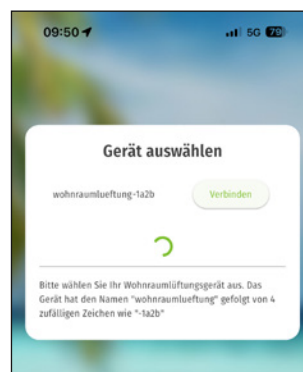 09:50 5G 79
Gerät auswählen
wohnraumlueftung-1a2b Verbinden
Bitte wählen Sie Ihr Wohnraumlüftungsgerät aus. Das
Gerät hat den Namen "wohnraumlueftung" gefolgt von 4
zufälligen Zeichen wie "-1a2b"